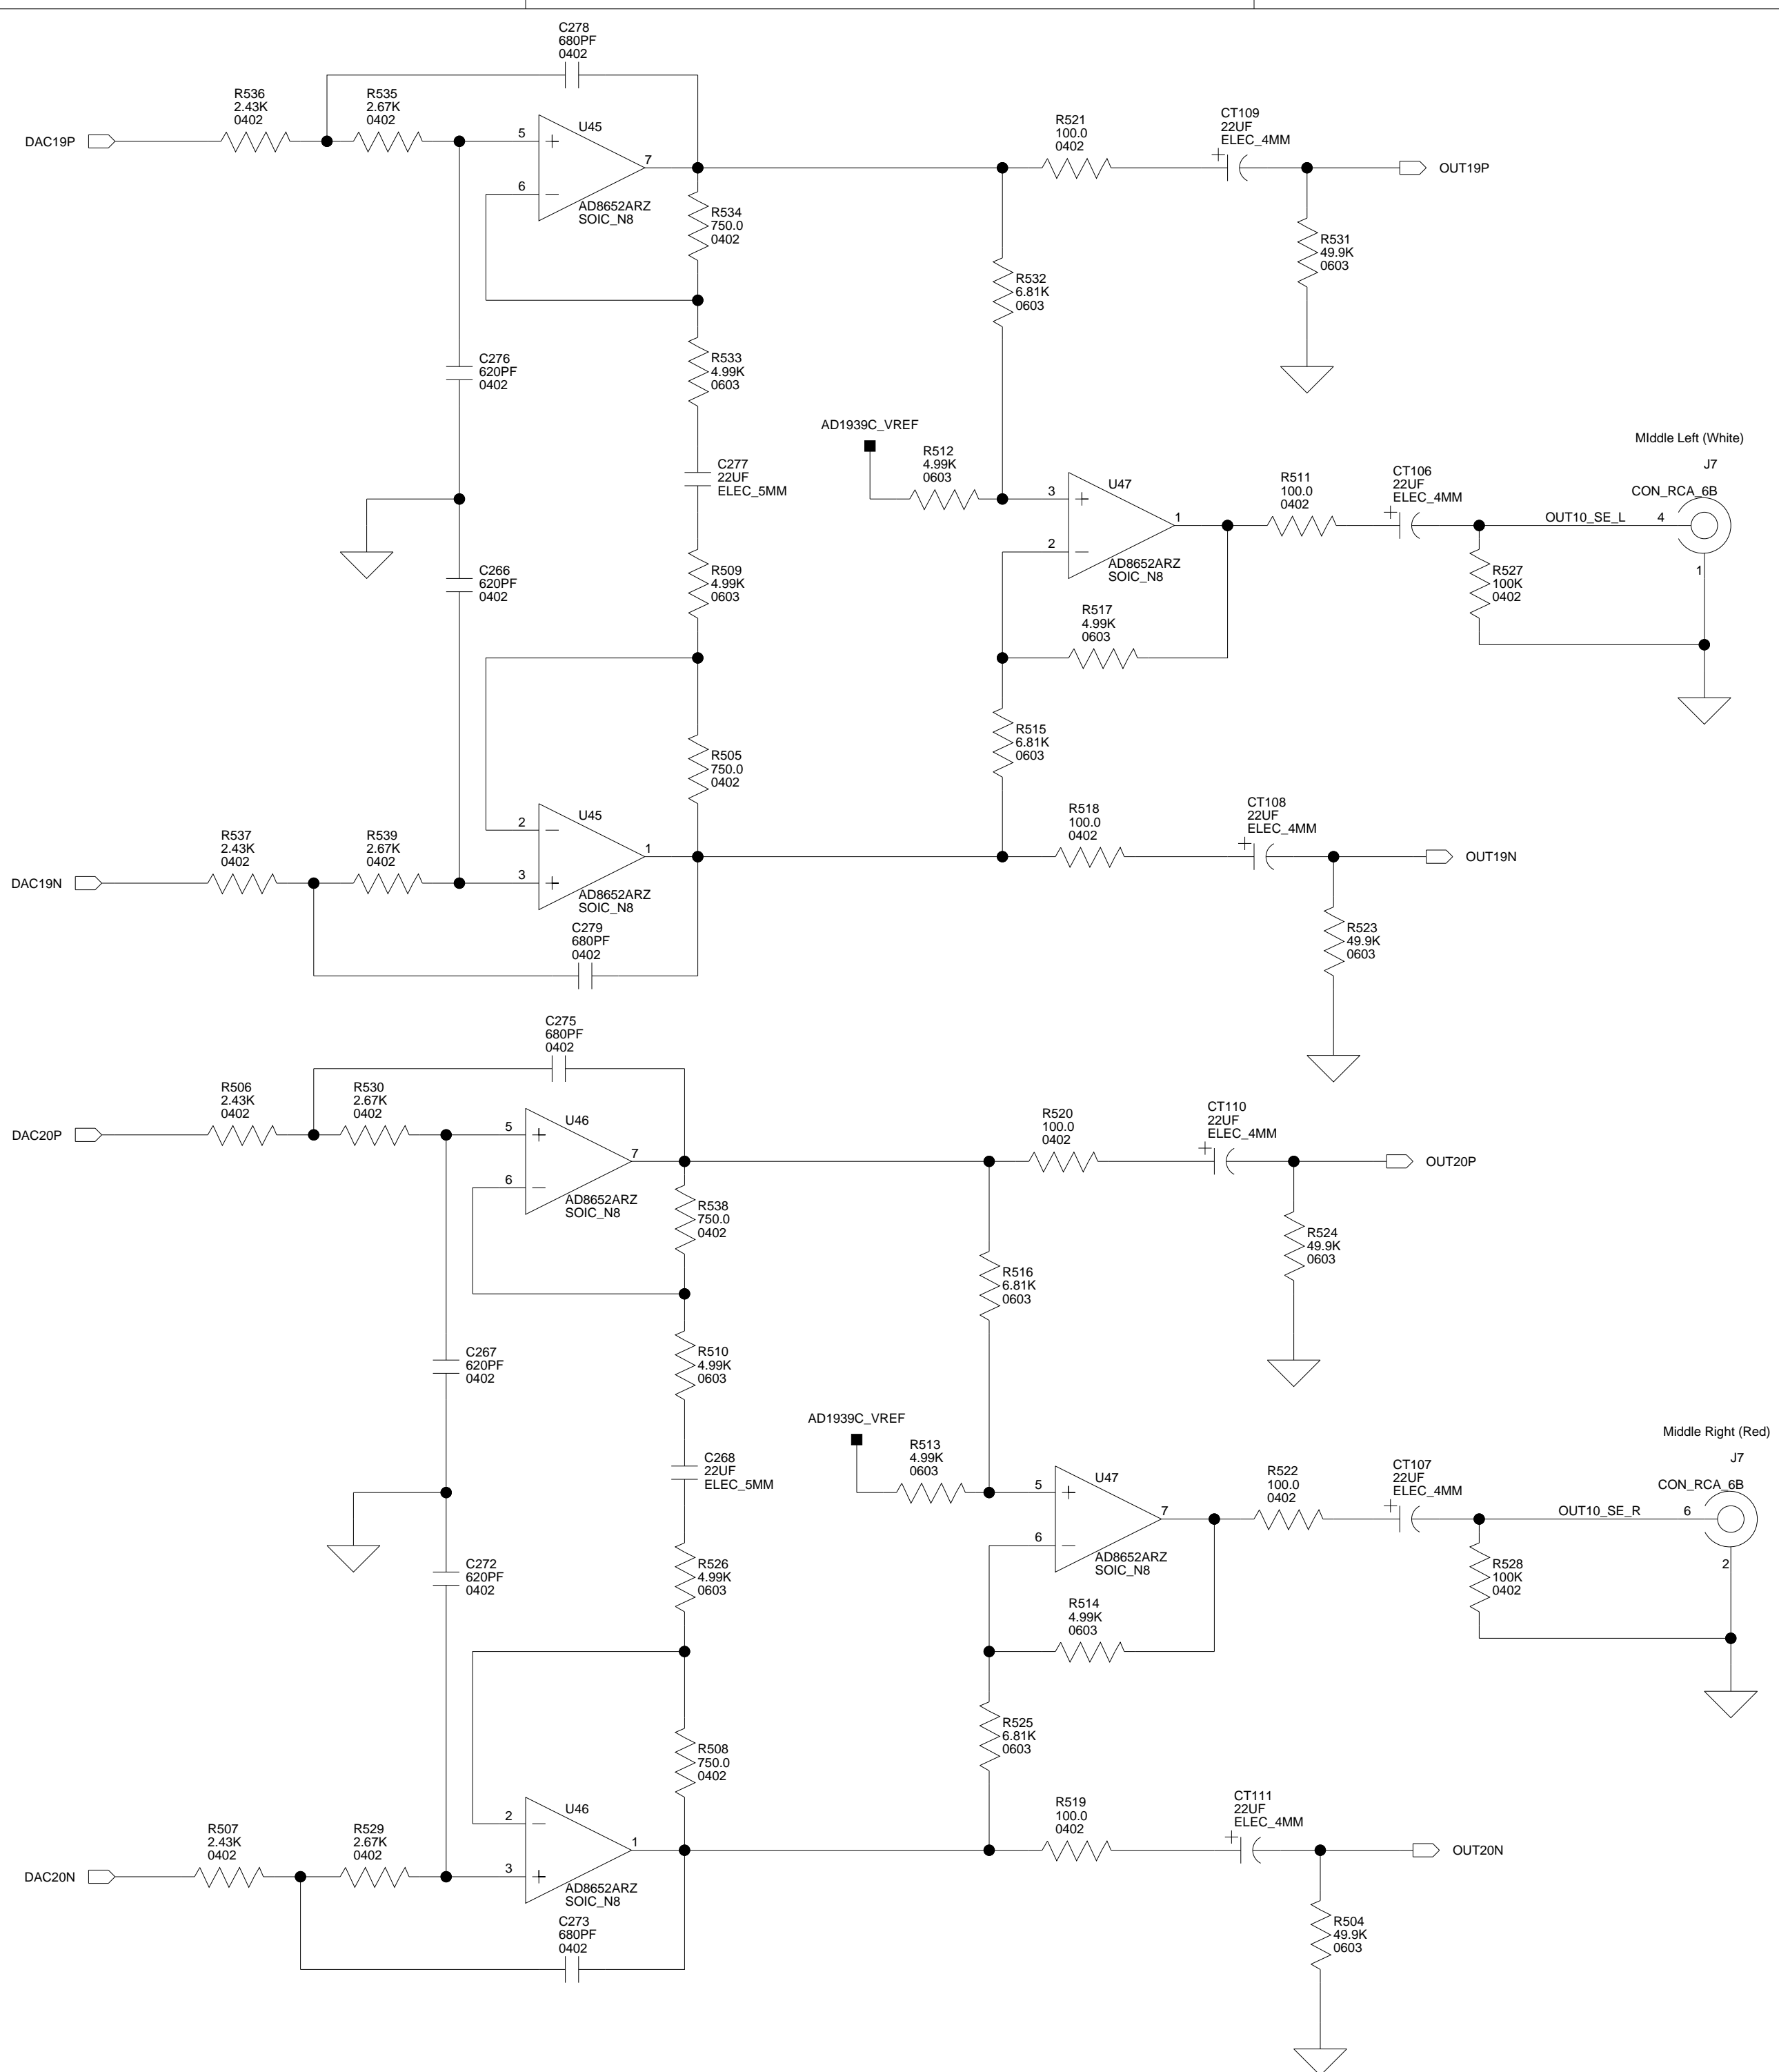 C278
680PF
0402
R536
2.43K
0402
R535
2.67K
0402
DAC19P
5
6
7
U45
AD8652ARZ
SOIC_N8
R534
750.0
0402
R521
100.0
0402
CT109
22UF
ELEC_4MM
+
OUT19P
R531
49.9K
0603
R532
6.81K
0603
C276
620PF
0402
R533
4.99K
0603
C277
22UF
ELEC_5MM
AD1939C_VREF
R512
4.99K
0603
3
2
1
U47
AD8652ARZ
SOIC_N8
R511
100.0
0402
CT106
22UF
ELEC_4MM
+
MIddle Left (White)
J7
CON_RCA_6B
OUT10_SE_L
4
1
R527
100K
0402
C266
620PF
0402
R509
4.99K
0603
R517
4.99K
0603
R515
6.81K
0603
R505
750.0
0402
R537
2.43K
0402
R539
2.67K
0402
DAC19N
2
3
1
U45
AD8652ARZ
SOIC_N8
R518
100.0
0402
CT108
22UF
ELEC_4MM
+
OUT19N
R523
49.9K
0603
C279
680PF
0402
C275
680PF
0402
R506
2.43K
0402
R530
2.67K
0402
DAC20P
5
6
7
U46
AD8652ARZ
SOIC_N8
R538
750.0
0402
R520
100.0
0402
CT110
22UF
ELEC_4MM
+
OUT20P
R524
49.9K
0603
R516
6.81K
0603
C267
620PF
0402
R510
4.99K
0603
C268
22UF
ELEC_5MM
AD1939C_VREF
R513
4.99K
0603
5
6
7
U47
AD8652ARZ
SOIC_N8
R522
100.0
0402
CT107
22UF
ELEC_4MM
+
Middle Right (Red)
J7
CON_RCA_6B
OUT10_SE_R
6
2
R528
100K
0402
C272
620PF
0402
R526
4.99K
0603
R514
4.99K
0603
R525
6.81K
0603
R508
750.0
0402
R507
2.43K
0402
R529
2.67K
0402
DAC20N
2
3
1
U46
AD8652ARZ
SOIC_N8
R519
100.0
0402
CT111
22UF
ELEC_4MM
+
OUT20N
R504
49.9K
0603
C273
680PF
0402